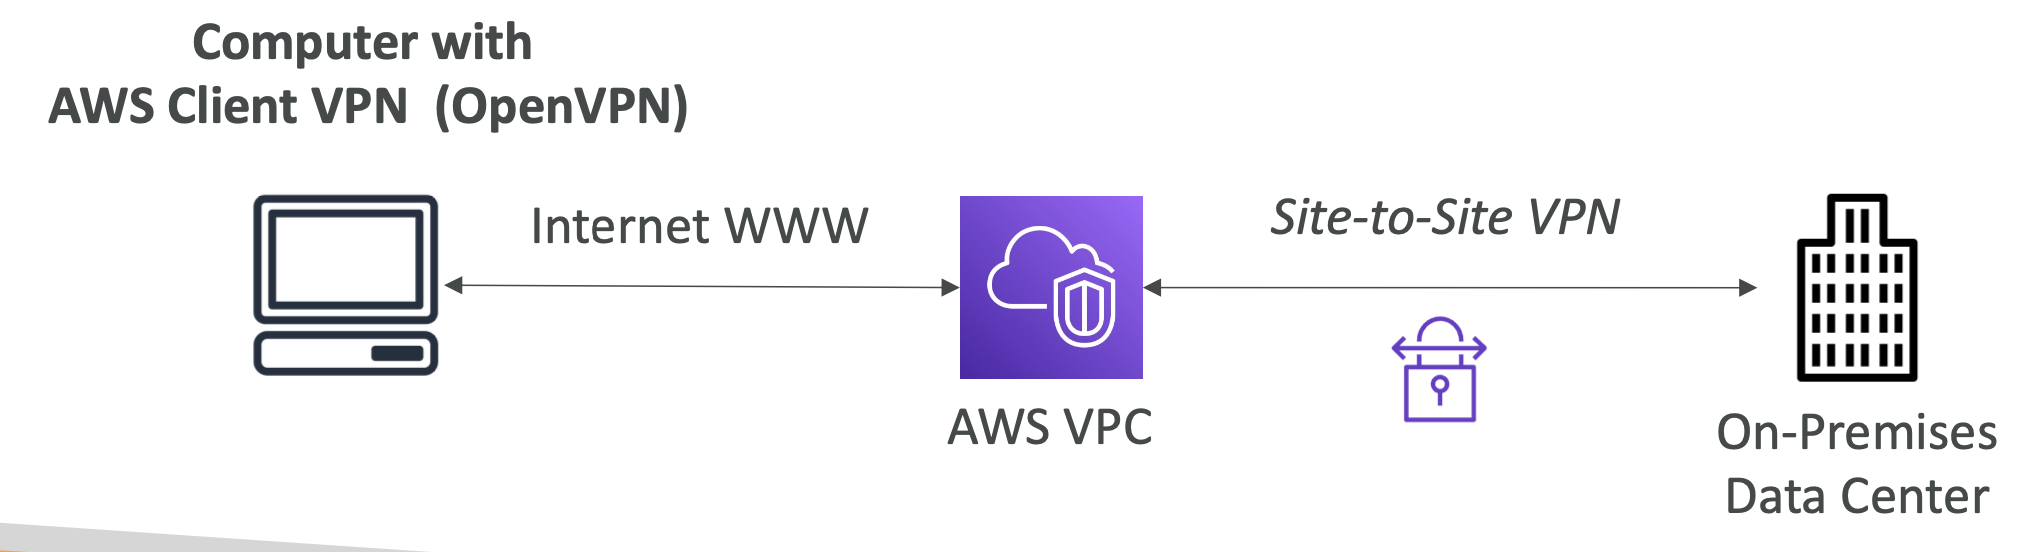 Computer with
AWS Client VPN (OpenVPN)
Internet WWW
Site-to-Site VPN
AWS VPC
On-Premises
Data Center